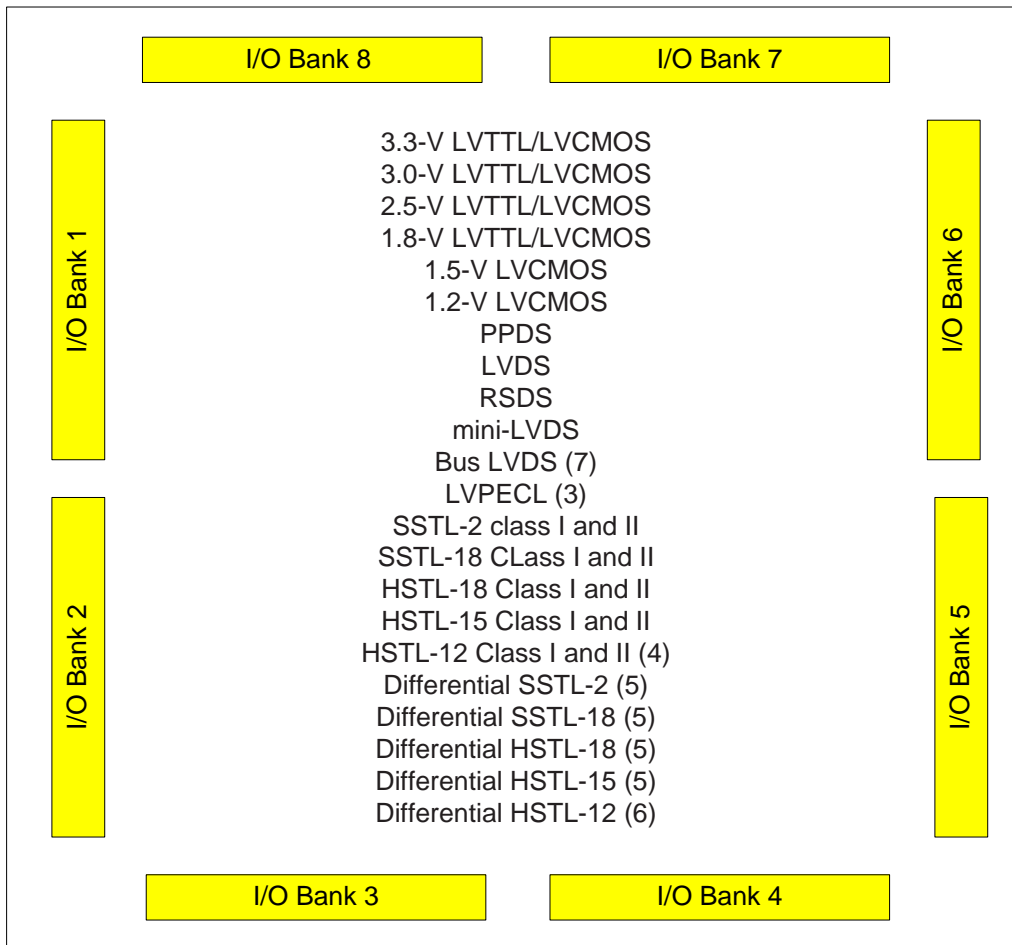 I/O Bank 8
I/O Bank 7
I/O Bank 1
I/O Bank 6
3.3-V LVTTL/LVCMOS
3.0-V LVTTL/LVCMOS
2.5-V LVTTL/LVCMOS
1.8-V LVTTL/LVCMOS
1.5-V LVCMOS
1.2-V LVCMOS
PPDS
LVDS
RSDS
mini-LVDS
Bus LVDS (7)
LVPECL (3)
SSTL-2 class I and II
SSTL-18 CLass I and II
HSTL-18 Class I and II
HSTL-15 Class I and II
HSTL-12 Class I and II (4)
Differential SSTL-2 (5)
Differential SSTL-18 (5)
Differential HSTL-18 (5)
Differential HSTL-15 (5)
Differential HSTL-12 (6)
I/O Bank 2
I/O Bank 5
I/O Bank 3
I/O Bank 4